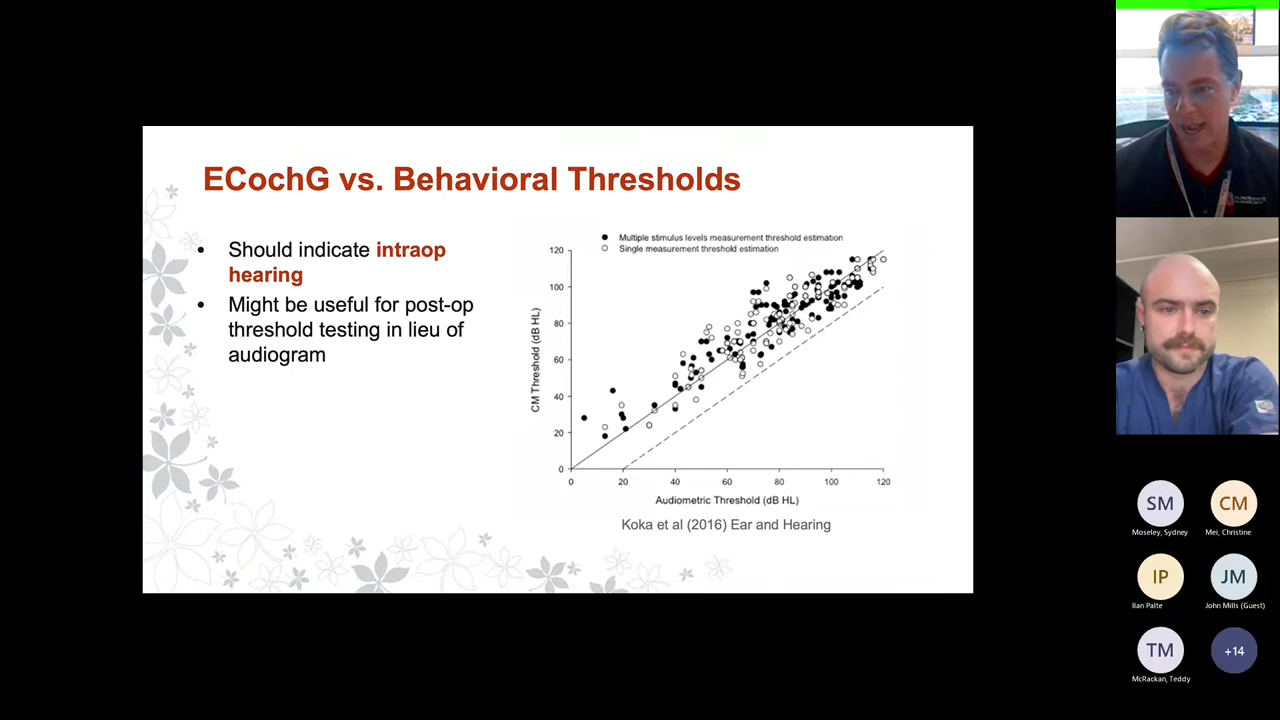 ECochG vs. Behavioral Thresholds
• Should indicate intraop
hearing
• Might be useful for post-op
threshold testing in lieu of
audiogram
Multiple stimulus levels measurement threshold estimation
Single measurement threshold estimation
CM Threshold (dB HL)
120
100
80
60
40
20
0
0 20 40 60 80 100 120
Audiometric Threshold (dB HL)
Koka et al (2016) Ear and Hearing
SM
Moseley, Sydney
CM
Mei, Christine
IP
Ilan Palte
JM
John Mills (Guest)
TM
McRackan, Teddy
+14